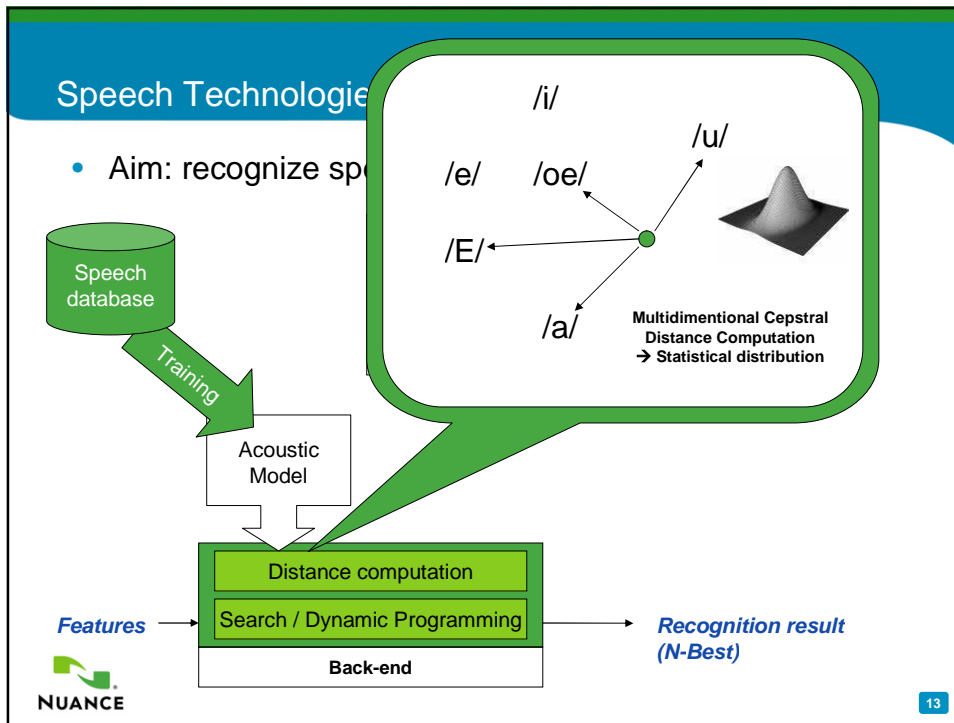 Speech Technologie
• Aim: recognize spe
/i/
/u/
/e/ /oe/
/E/
/a/
Multidimentional Cepstral
Distance Computation
→ Statistical distribution
Speech
database
Training
Acoustic
Model
Distance computation
Search / Dynamic Programming
Back-end
Features
Recognition result
(N-Best)
NUANCE
13